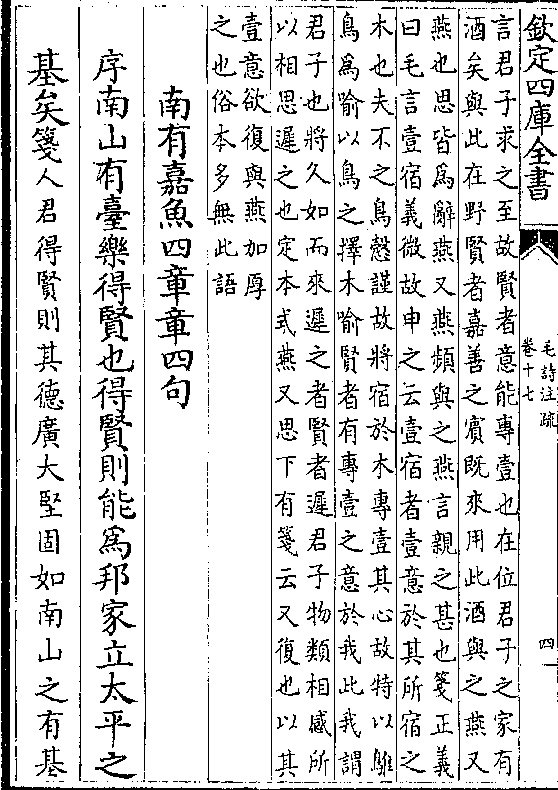 欽定四庫全書
毛詩注疏
卷十七
四
言君子求之至故賢者意能專壹也在位君子之家有
酒矣與此在野賢者嘉善之賓既來用此酒與之燕又
燕也思皆為辭燕又燕頻與之燕言親之甚也箋正義
曰毛言壹宿義微故申之云壹宿者壹意於其所宿之
木也夫不之鳥慤謹故將宿於木專壹其心故特以鵻
鳥為喻以鳥之擇木喻賢者有專壹之意於我此我謂
君子也將久如而來遲之者賢者遲君子物類相感所
以相思遲之也定本式燕又思下有箋云又復也以其
壹意欲復與燕加厚
之也俗本多無此語
南有嘉魚四章章四句
序南山有臺樂得賢也得賢則能為邦家立太平之
基矣箋人君得賢則其德廣大堅固如南山之有基